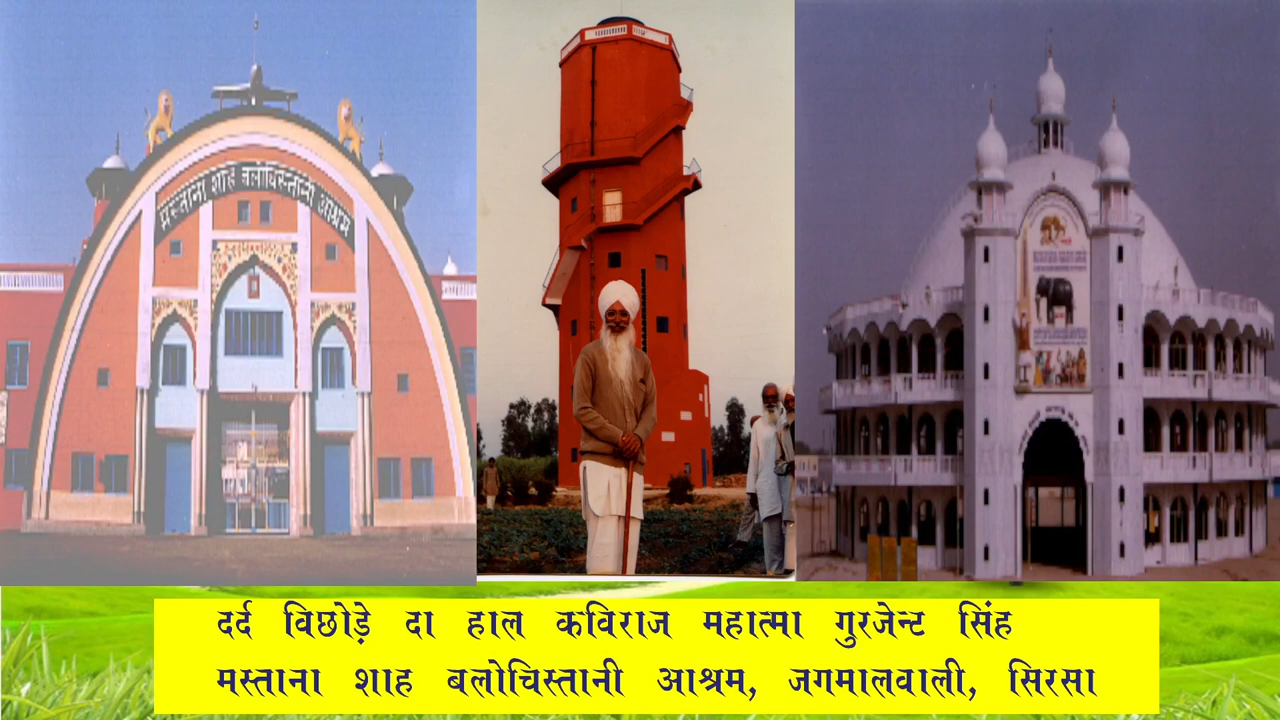 मस्ताना शाह बलोचिस्तानी आश्रम
दर्द विछोड़े दा हाल कविराज महात्मा गुरजेन्ट सिंह
मस्ताना शाह बलोचिस्तानी आश्रम, जगमालवाली, सिरसा